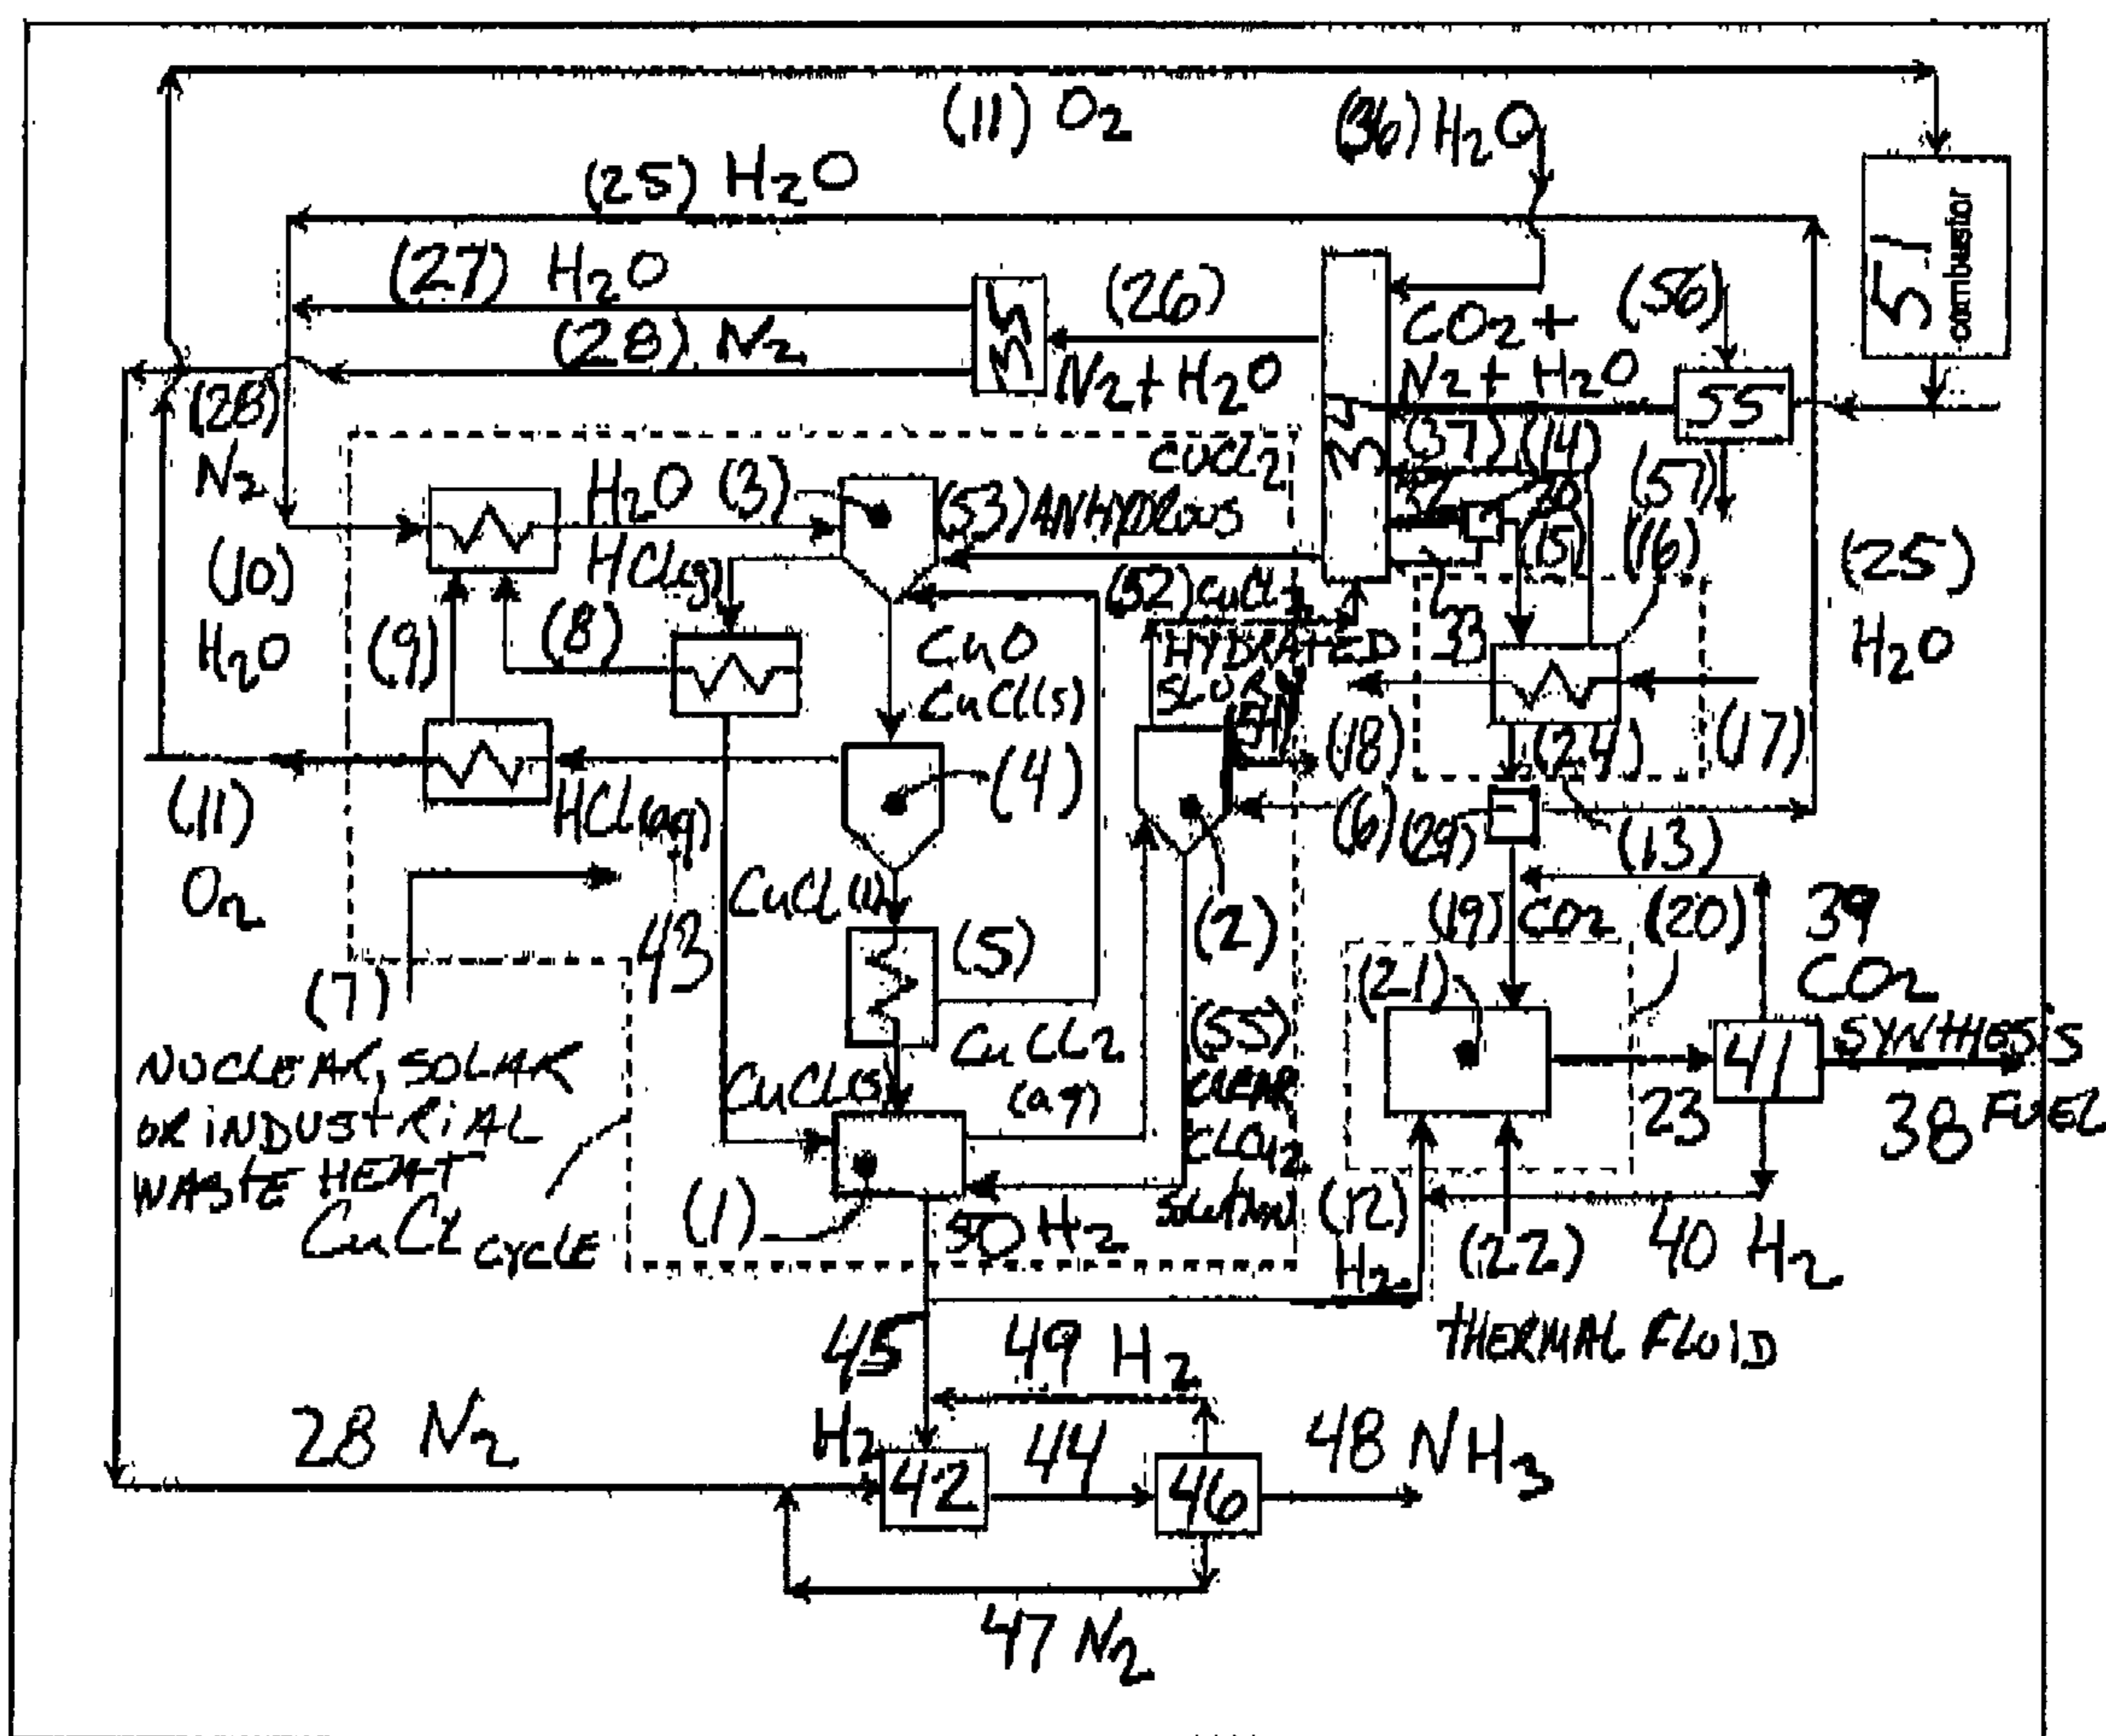 (11) O2
(36) H2O
(25) H2O
51
combustor
(27) H2O
(26)
(56)
CO2 +
(28) N2
35
N2 + H2O
N2 + H2O
55
(28)
N2
34
(37) (14)
CUCL2
(57)
H2O (3)
(53) ANHYDROUS
32
30
(10)
H2O
HCl(g)
(15) (16)
(25)
H2O
(52) CuCl2
HYDRATED
33
(9)
(8)
CuO
CuCl(s)
(54)
(18)
(24)
(17)
(11)
O2
HCl(aq)
(4)
(6)
(29)
(13)
43
CuCl(l)
(2)
(19) CO2
(20)
39
CO2
(7)
(5)
(21)
SYNTHESIS
NUCLEAR, SOLAR
OR INDUSTRIAL
WASTE HEAT
CuCl2
(aq)
(55)
CLEAR
41
38 FUEL
CuCl(s)
23
CuCl CYCLE
(1)
50 H2
(12)
H2
(22)
THERMAL FLUID
40 H2
45
H2
49 H2
28 N2
42
44
46
48 NH3
47 N2